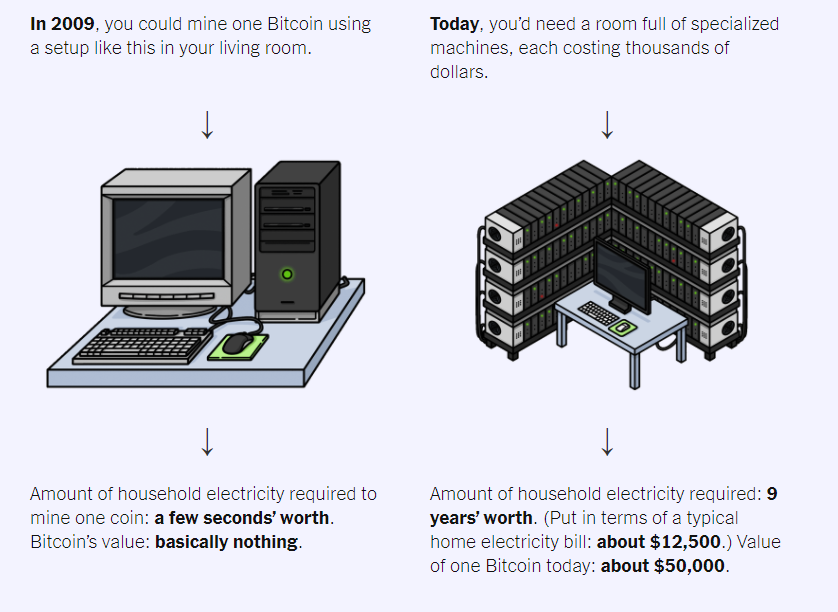 In 2009, you could mine one Bitcoin using
a setup like this in your living room.
Amount of household electricity required to
mine one coin: a few seconds’ worth.
Bitcoin’s value: basically nothing.
Today, you’d need a room full of specialized
machines, each costing thousands of
dollars.
Amount of household electricity required: 9
years’ worth. (Put in terms of a typical
home electricity bill: about $12,500.) Value
of one Bitcoin today: about $50,000.